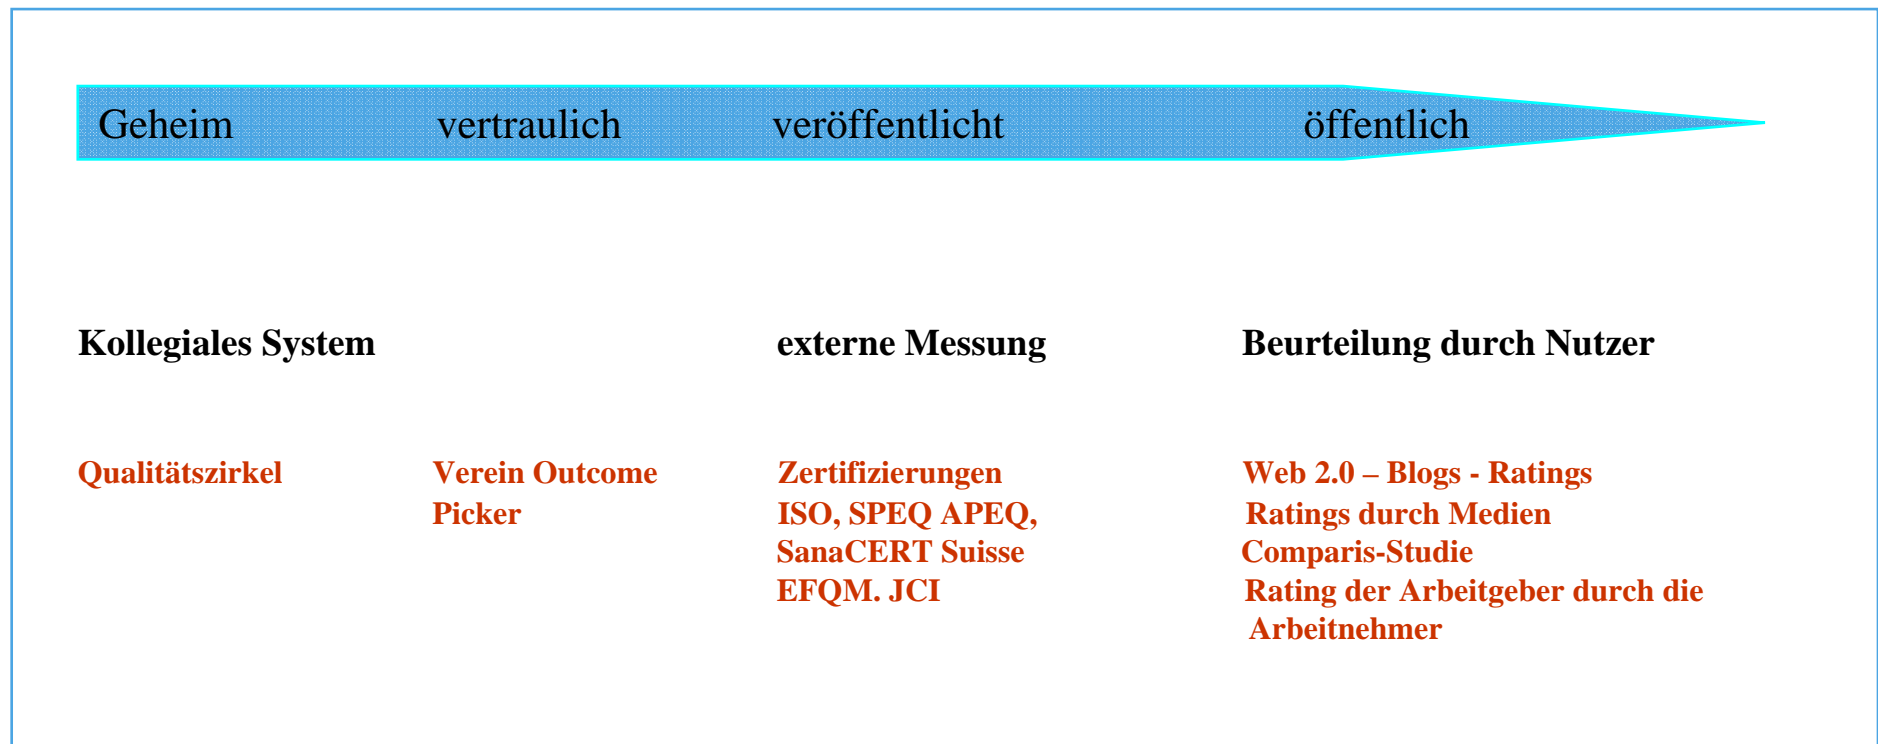 Geheim vertraulich veröffentlicht öffentlich
Kollegiales System externe Messung Beurteilung durch Nutzer
Qualitätszirkel Verein Outcome Zertifizierungen Web 2.0 – Blogs - Ratings
Picker ISO, SPEQ APEQ, Ratings durch Medien
SanaCERT Suisse Comparis-Studie
EFQM. JCI Rating der Arbeitgeber durch die
Arbeitnehmer